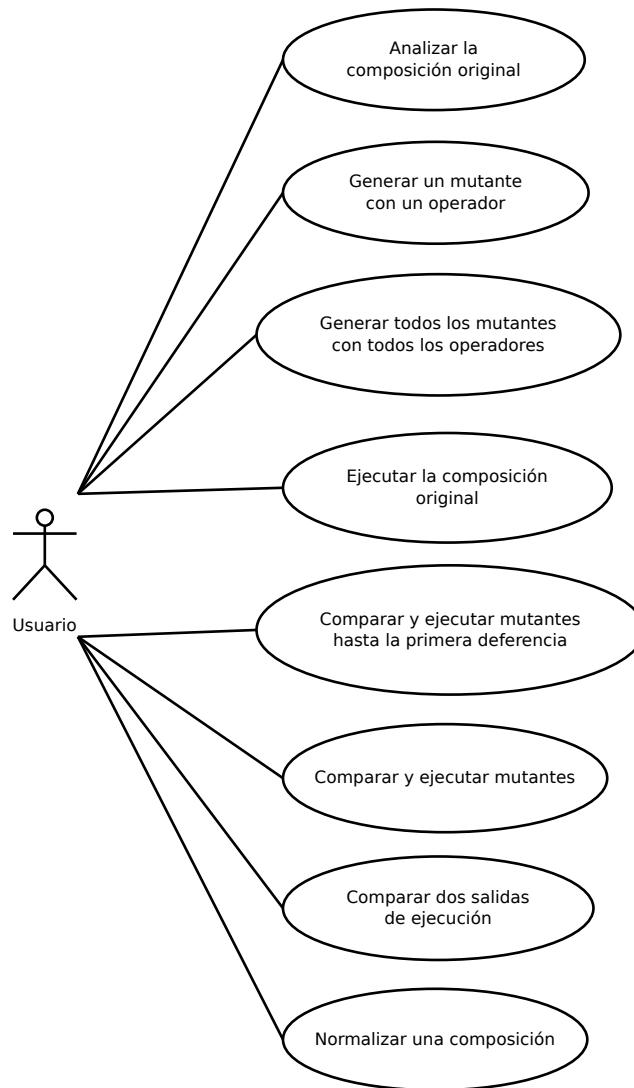 Analizar la
composición original
Generar un mutante
con un operador
Generar todos los mutantes
con todos los operadores
Ejecutar la composición
original
Usuario
Comparar y ejecutar mutantes
hasta la primera deferencia
Comparar y ejecutar mutantes
Comparar dos salidas
de ejecución
Normalizar una composición